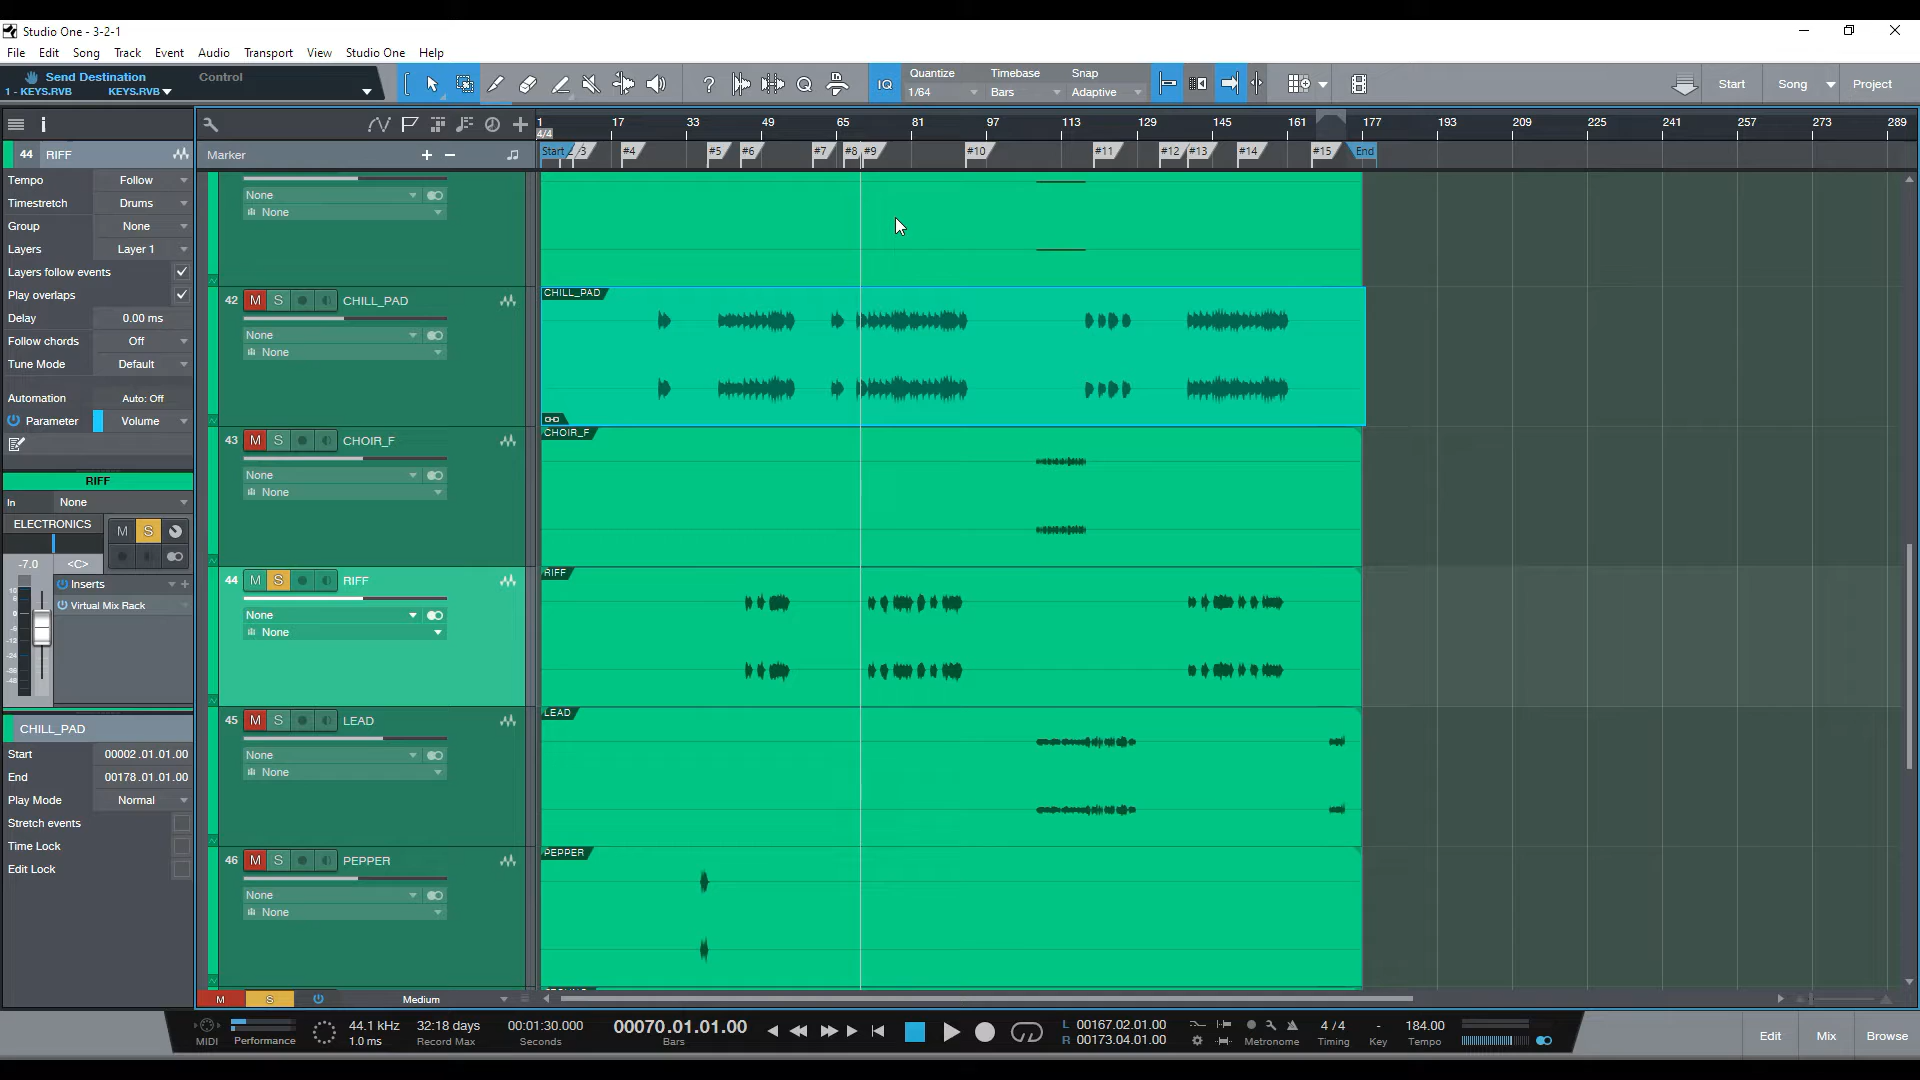 Studio One - 3-2-1
File Edit Song Track Event Audio Transport View Studio One Help
Send Destination Control
1 - KEYS.RVB KEYS.RVB
IQ Quantize Timebase Snap
1/64 Bars Adaptive
Start Song Project
1 17 33 49 65 81 97 113 129 145 161 177 193 209 225 241 257 273 289
4/4
Marker
Start 2 3 #4 #5 #6 #7 #8 #9 #10 #11 #12 #13 #14 #15 End
44 RIFF
Tempo Follow
Timestretch Drums
Group None
Layers Layer 1
Layers follow events
Play overlaps
Delay 0.00 ms
Follow chords Off
Tune Mode Default
Automation Auto: Off
Parameter Volume
RIFF
In None
ELECTRONICS M S
-7.0 <C>
Inserts
Virtual Mix Rack
CHILL_PAD
Start 00002.01.01.00
End 00178.01.01.00
Play Mode Normal
Stretch events
Time Lock
Edit Lock
None
None
42 M S CHILL_PAD
None
None
CHILL_PAD
43 M S CHOIR_F
None
None
CHOIR_F
44 M S RIFF
None
None
RIFF
45 M S LEAD
None
None
LEAD
46 M S PEPPER
None
None
PEPPER
M S Medium
MIDI Performance
44.1 kHz
1.0 ms
32:18 days
Record Max
00:01:30.000
Seconds
00070.01.01.00
Bars
L 00167.02.01.00
R 00173.04.01.00
Metronome
4 / 4
Timing
-
Key
184.00
Tempo
Edit Mix Browse